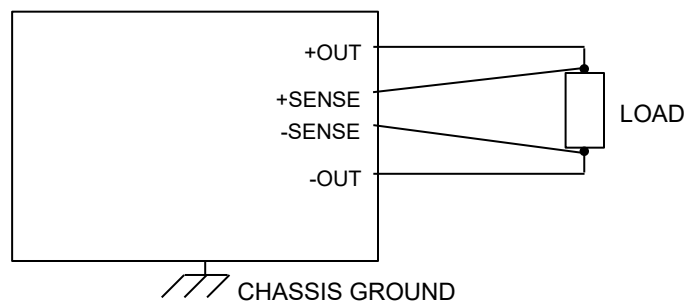 +OUT
+SENSE
-SENSE
LOAD
-OUT
CHASSIS GROUND